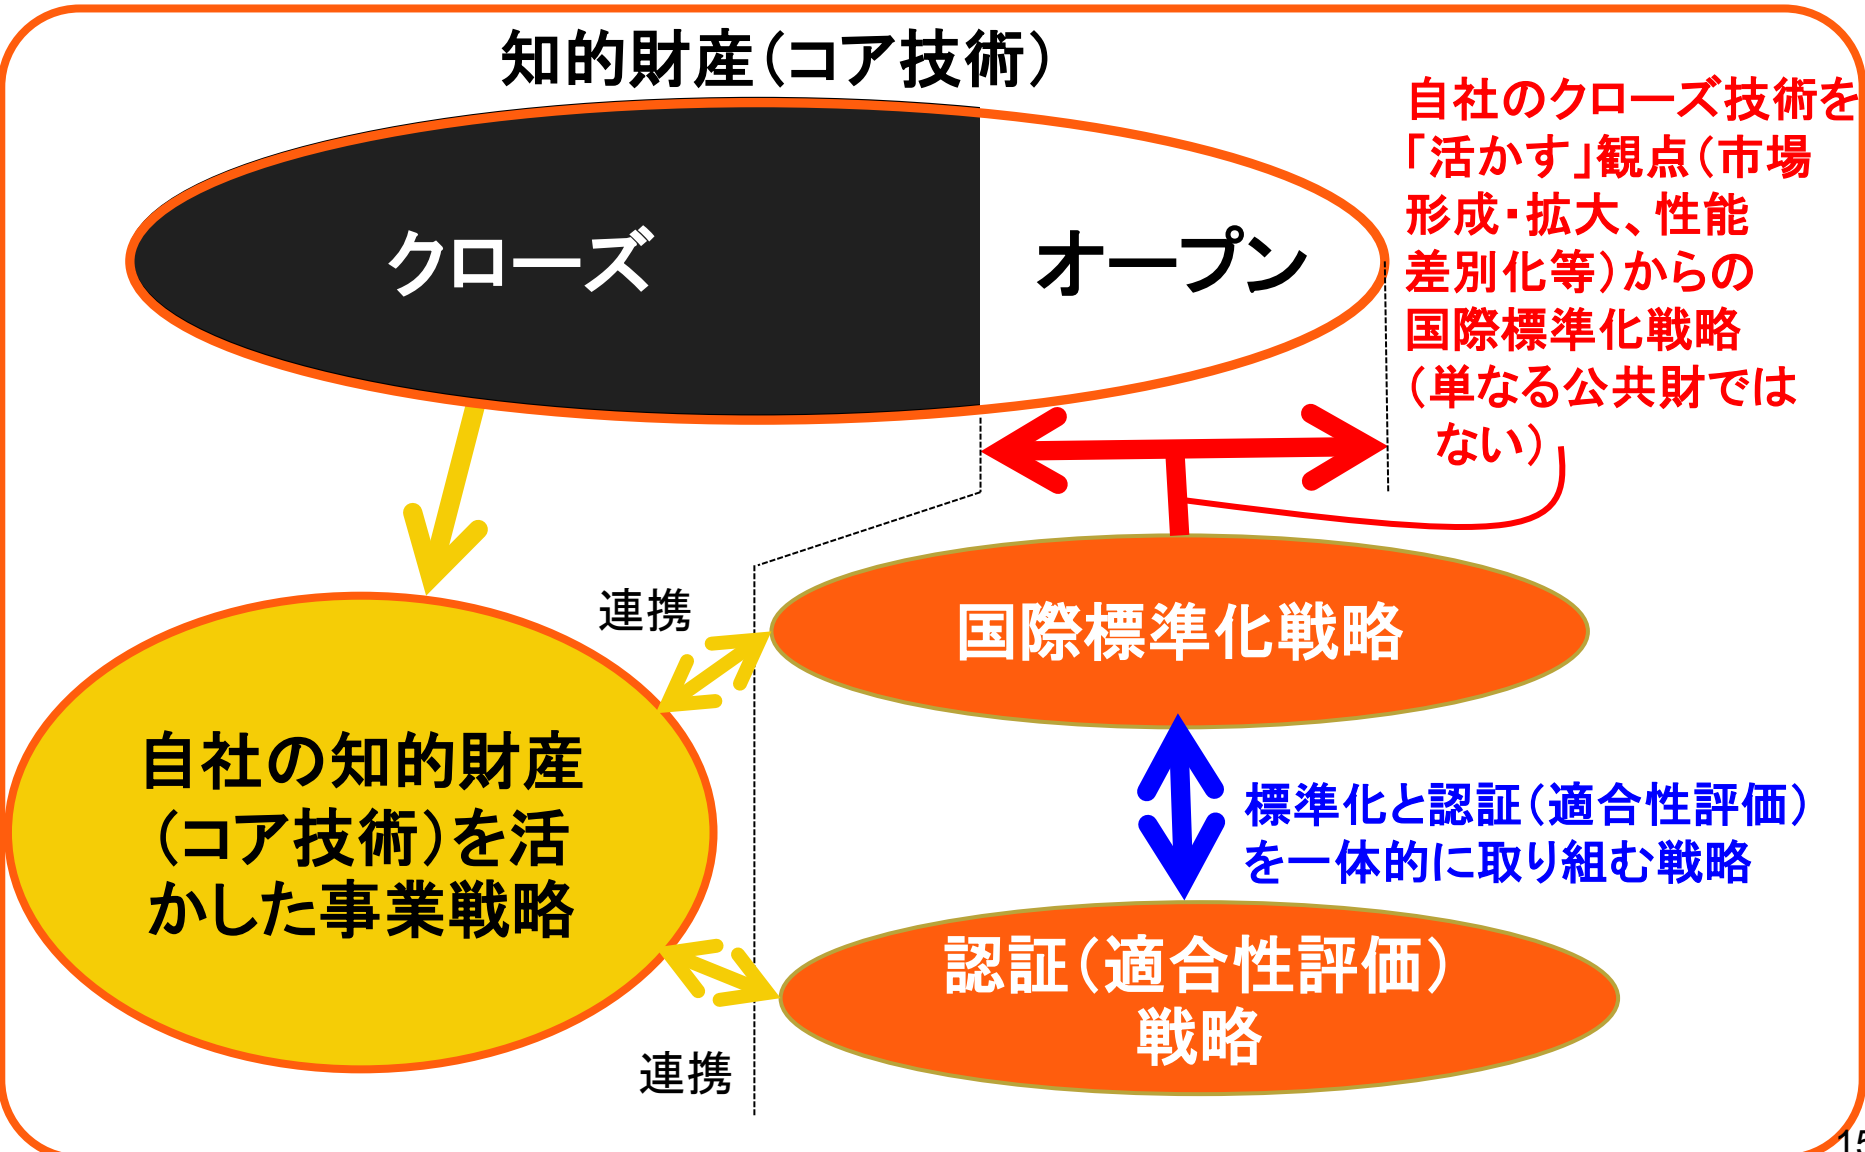 知的財産（コア技術）
クローズ
オープン
自社のクローズ技術を
「活かす」観点（市場
形成・拡大、性能
差別化等）からの
国際標準化戦略
（単なる公共財では
ない）
連携
国際標準化戦略
自社の知的財産
（コア技術）を活
かした事業戦略
標準化と認証（適合性評価）
を一体的に取り組む戦略
認証（適合性評価）
戦略
連携
15